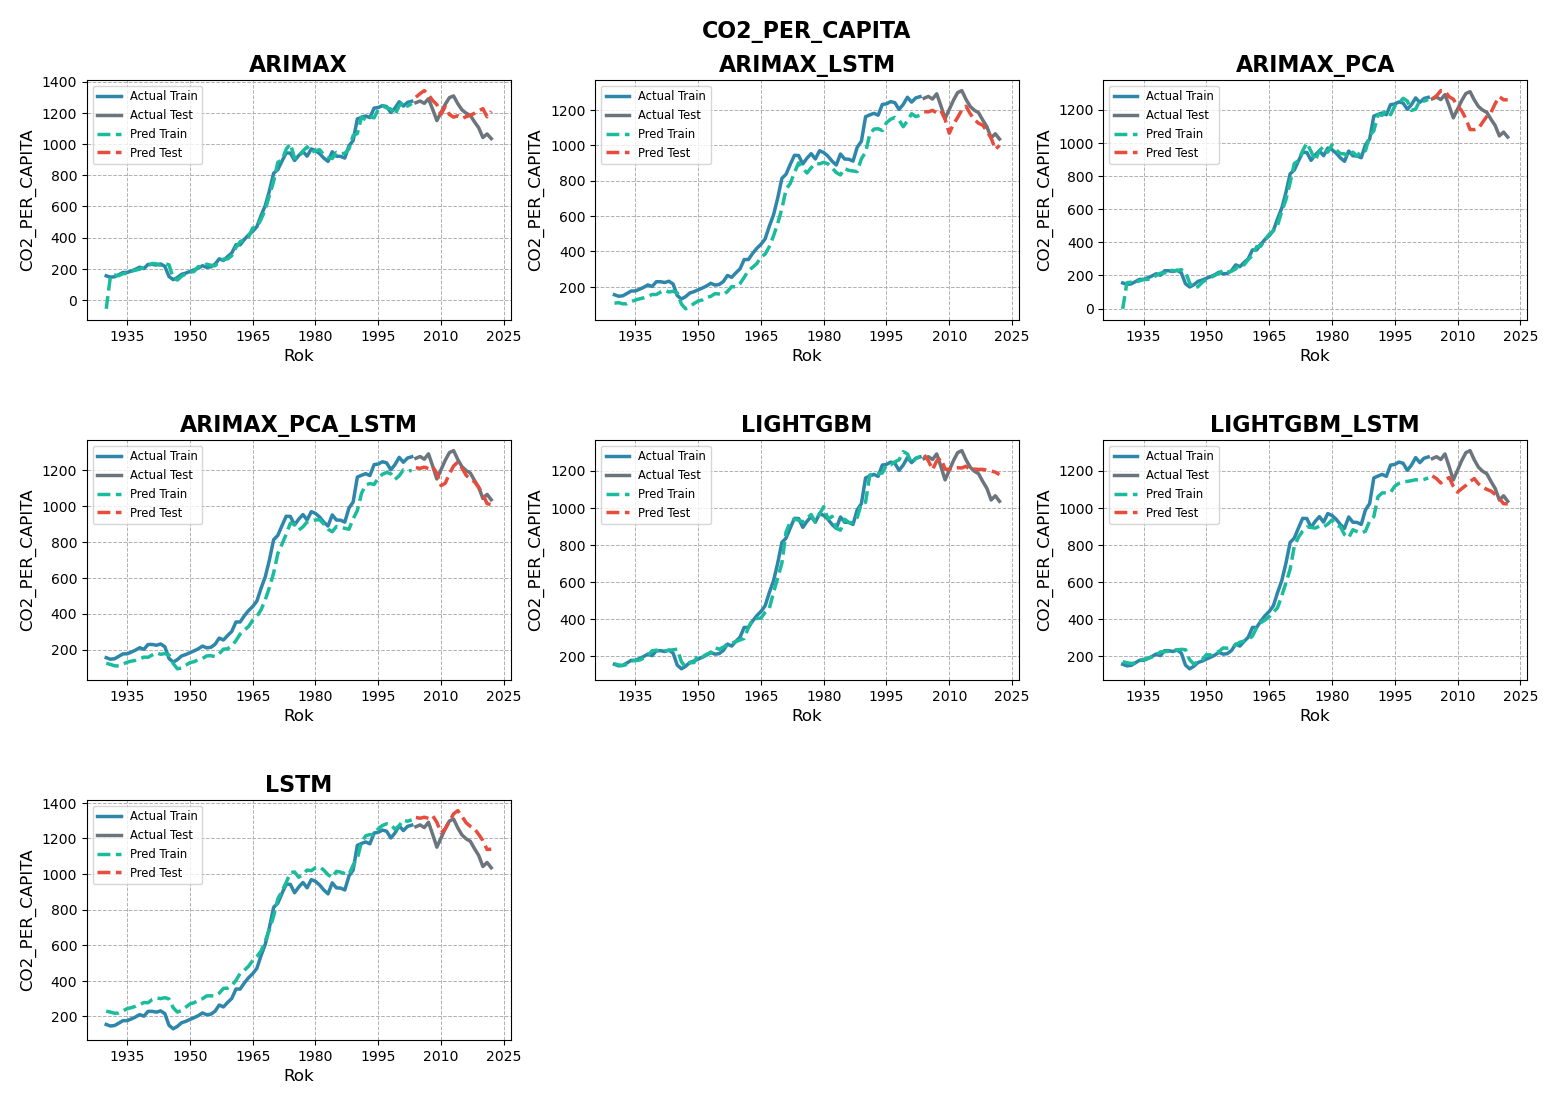 CO2_PER_CAPITA
ARIMAX
1400
1200
1000
800
600
400
200
0
CO2_PER_CAPITA
Actual Train
Actual Test
Pred Train
Pred Test
1935 1950 1965 1980 1995 2010 2025
Rok
ARIMAX_LSTM
1200
1000
800
600
400
200
CO2_PER_CAPITA
Actual Train
Actual Test
Pred Train
Pred Test
1935 1950 1965 1980 1995 2010 2025
Rok
ARIMAX_PCA
1200
1000
800
600
400
200
0
CO2_PER_CAPITA
Actual Train
Actual Test
Pred Train
Pred Test
1935 1950 1965 1980 1995 2010 2025
Rok
ARIMAX_PCA_LSTM
1200
1000
800
600
400
200
CO2_PER_CAPITA
Actual Train
Actual Test
Pred Train
Pred Test
1935 1950 1965 1980 1995 2010 2025
Rok
LIGHTGBM
1200
1000
800
600
400
200
CO2_PER_CAPITA
Actual Train
Actual Test
Pred Train
Pred Test
1935 1950 1965 1980 1995 2010 2025
Rok
LIGHTGBM_LSTM
1200
1000
800
600
400
200
CO2_PER_CAPITA
Actual Train
Actual Test
Pred Train
Pred Test
1935 1950 1965 1980 1995 2010 2025
Rok
LSTM
1400
1200
1000
800
600
400
200
CO2_PER_CAPITA
Actual Train
Actual Test
Pred Train
Pred Test
1935 1950 1965 1980 1995 2010 2025
Rok